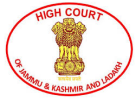 HIGH COURT
OF JAMMU & KASHMIR AND LADAKH